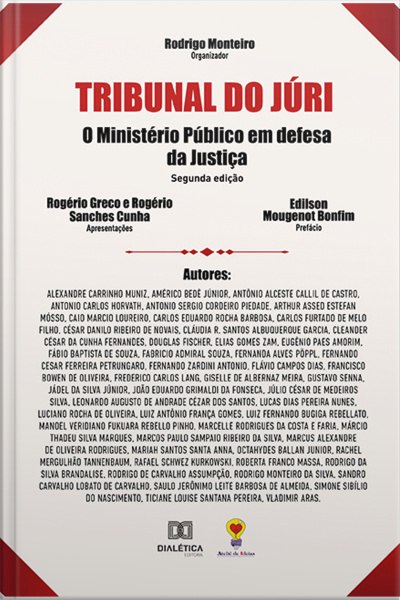 Rodrigo Monteiro
Organizador
TRIBUNAL DO JÚRI
O Ministério Público em defesa
da Justiça
Segunda edição
Rogério Greco e Rogério
Sanches Cunha
Apresentações
Edilson
Mougenot Bonfim
Prefácio
Autores:
ALEXANDRE CARRINHO MUNIZ, AMÉRICO BEDÊ JÚNIOR, ANTÔNIO ALCESTE CALLIL DE CASTRO,
ANTONIO CARLOS HORVATH, ANTONIO SERGIO CORDEIRO PIEDADE, ARTHUR ASSED ESTEFAN
MÓSSO, CAIO MARCIO LOUREIRO, CARLOS EDUARDO ROCHA BARBOSA, CARLOS FURTADO DE MELO
FILHO, CÉSAR DANILO RIBEIRO DE NOVAIS, CLÁUDIA R. SANTOS ALBUQUERQUE GARCIA, CLEANDER
CÉSAR DA CUNHA FERNANDES, DOUGLAS FISCHER, ELIAS GOMES ZAM, EUGÊNIO PAES AMORIM,
FÁBIO BAPTISTA DE SOUZA, FABRICIO ADMIRAL SOUZA, FERNANDA ALVES PÖPPL, FERNANDO
CESAR FERREIRA PETRUNGARO, FERNANDO ZARDINI ANTONIO, FLÁVIO CAMPOS DIAS, FRANCISCO
BOWEN DE OLIVEIRA, FREDERICO CARLOS LANG, GISELLE DE ALBERNAZ MEIRA, GUSTAVO SENNA,
JÁDEL DA SILVA JÚNIOR, JOÃO EDUARDO GRIMALDI DA FONSECA, JÚLIO CÉSAR DE MEDEIROS
SILVA, LEONARDO AUGUSTO DE ANDRADE CÉZAR DOS SANTOS, LUCAS DIAS PEREIRA NUNES,
LUCIANO ROCHA DE OLIVEIRA, LUIZ ANTÔNIO FRANÇA GOMES, LUIZ FERNANDO BUGIGA REBELLATO,
MANOEL VERIDIANO FUKUARA REBELLO PINHO, MARCELLE RODRIGUES DA COSTA E FARIA, MÁRCIO
THADEU SILVA MARQUES, MARCOS PAULO SAMPAIO RIBEIRO DA SILVA, MARCUS ALEXANDRE
DE OLIVEIRA RODRIGUES, MARIAH SANTOS SANTA ANNA, OCTAHYDES BALLAN JUNIOR, RACHEL
MERGULHÃO TANNENBAUM, RAFAEL SCHWEZ KURKOWSKI, ROBERTA FRANCO MASSA, RODRIGO DA
SILVA BRANDALISE, RODRIGO DE CARVALHO ASSUMPÇÃO, RODRIGO MONTEIRO DA SILVA, SANDRO
CARVALHO LOBATO DE CARVALHO, SAULO JERÔNIMO LEITE BARBOSA DE ALMEIDA, SIMONE SIBÍLIO
DO NASCIMENTO, TICIANE LOUISE SANTANA PEREIRA, VLADIMIR ARAS.
DIALÉTICA
EDITORA
Ateliê de Ideias